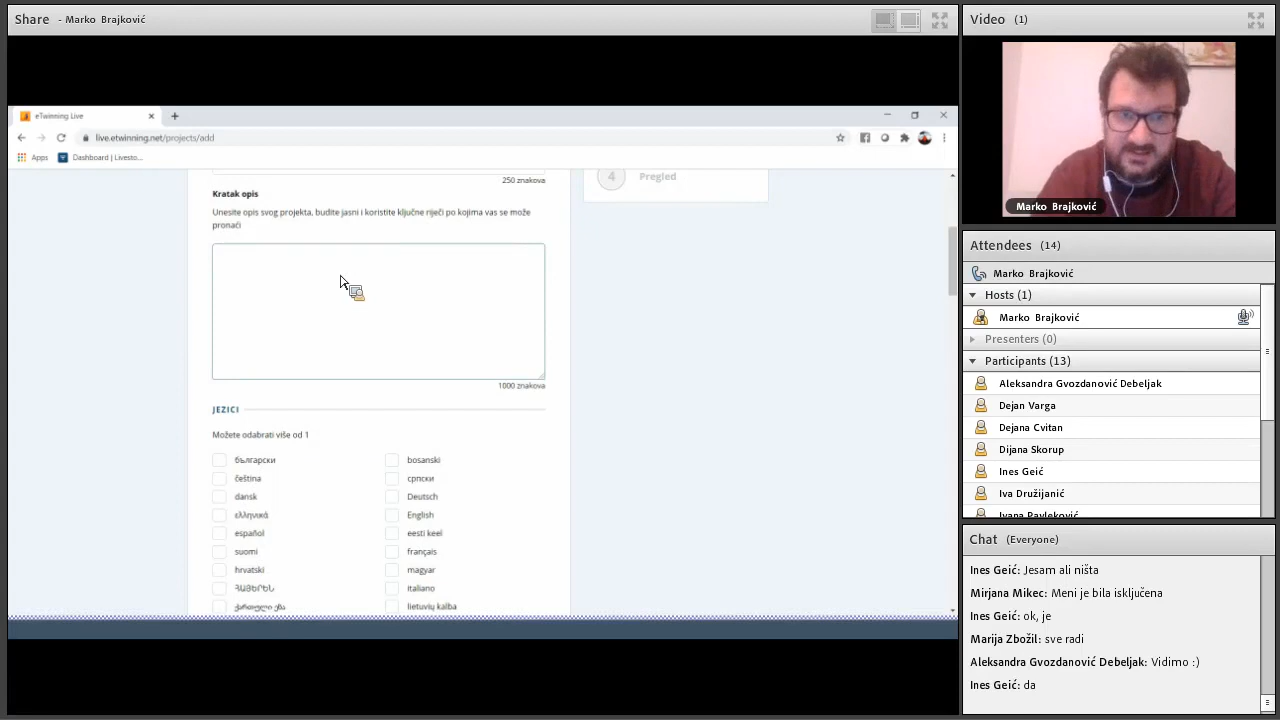 Share - Marko Brajković
eTwinning Live
live.etwinning.net/projects/add
Apps Dashboard | Livesto...
250 znakova
Kratak opis
Unesite opis svog projekta, budite jasni i koristite ključne riječi po kojima vas se može
pronaći
1000 znakova
JEZICI
Možete odabrati više od 1
български bosanski
čeština српски
dansk Deutsch
ελληνικά English
español eesti keel
suomi français
hrvatski magyar
ՀԱՅԵՐԵՆ italiano
ქართული ენა lietuvių kalba
4 Pregled
Video (1)
Marko Brajković
Attendees (14)
Marko Brajković
Hosts (1)
Marko Brajković
Presenters (0)
Participants (13)
Aleksandra Gvozdanović Debeljak
Dejan Varga
Dejana Cvitan
Dijana Skorup
Ines Geić
Iva Družijanić
Ivana Pavleković
Chat (Everyone)
Ines Geić: Jesam ali ništa
Mirjana Mikec: Meni je bila isključena
Ines Geić: ok, je
Marija Zbožil: sve radi
Aleksandra Gvozdanović Debeljak: Vidimo :)
Ines Geić: da